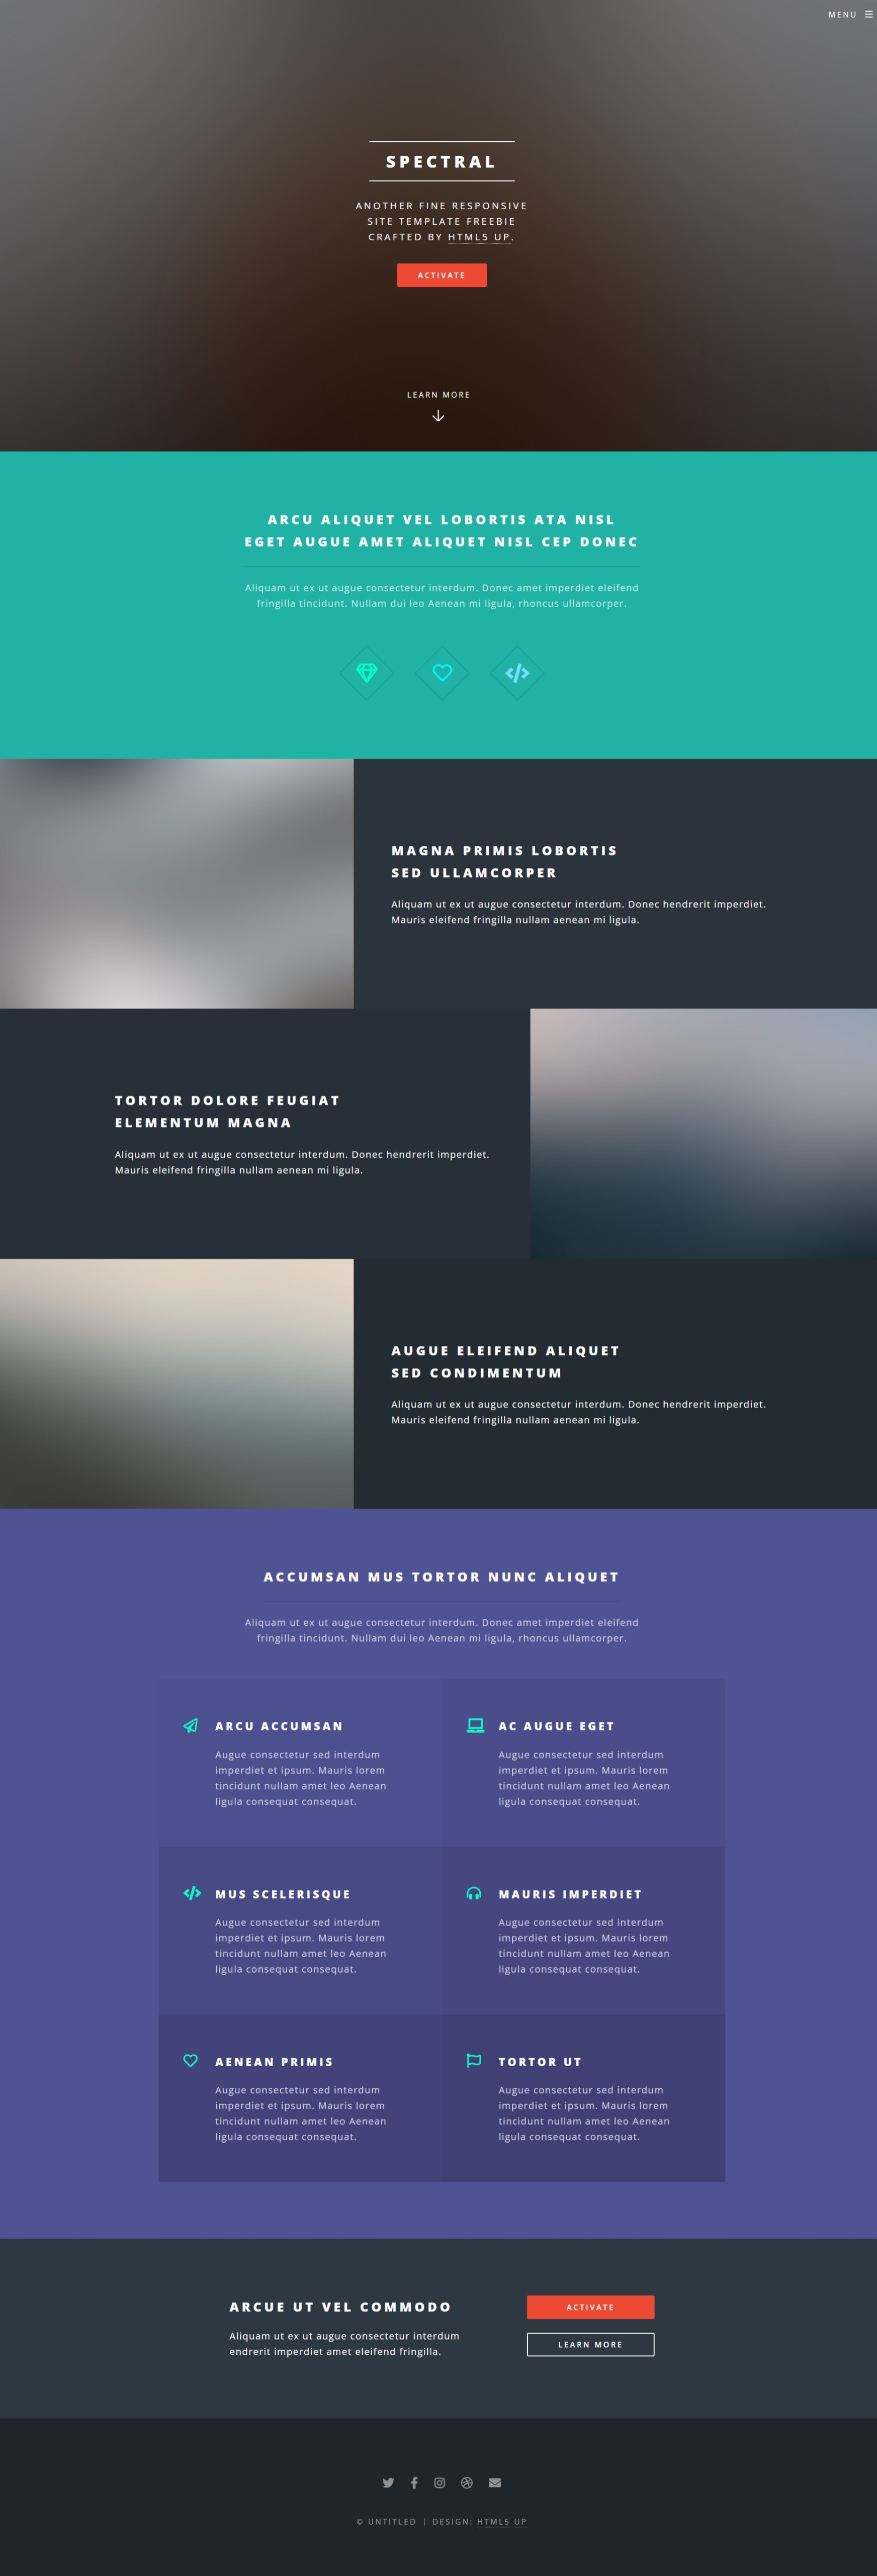 MENU
SPECTRAL
ANOTHER FINE RESPONSIVE
SITE TEMPLATE FREEBIE
CRAFTED BY HTML5 UP.
ACTIVATE
LEARN MORE
ARCU ALIQUET VEL LOBORTIS ATA NISL
EGET AUGUE AMET ALIQUET NISL CEP DONEC
Aliquam ut ex ut augue consectetur interdum. Donec amet imperdiet eleifend
fringilla tincidunt. Nullam dui leo Aenean mi ligula, rhoncus ullamcorper.
MAGNA PRIMIS LOBORTIS
SED ULLAMCORPER
Aliquam ut ex ut augue consectetur interdum. Donec hendrerit imperdiet.
Mauris eleifend fringilla nullam aenean mi ligula.
TORTOR DOLORE FEUGIAT
ELEMENTUM MAGNA
Aliquam ut ex ut augue consectetur interdum. Donec hendrerit imperdiet.
Mauris eleifend fringilla nullam aenean mi ligula.
AUGUE ELEIFEND ALIQUET
SED CONDIMENTUM
Aliquam ut ex ut augue consectetur interdum. Donec hendrerit imperdiet.
Mauris eleifend fringilla nullam aenean mi ligula.
ACCUMSAN MUS TORTOR NUNC ALIQUET
Aliquam ut ex ut augue consectetur interdum. Donec amet imperdiet eleifend
fringilla tincidunt. Nullam dui leo Aenean mi ligula, rhoncus ullamcorper.
ARCU ACCUMSAN
Augue consectetur sed interdum
imperdiet et ipsum. Mauris lorem
tincidunt nullam amet leo Aenean
ligula consequat consequat.
AC AUGUE EGET
Augue consectetur sed interdum
imperdiet et ipsum. Mauris lorem
tincidunt nullam amet leo Aenean
ligula consequat consequat.
MUS SCELERISQUE
Augue consectetur sed interdum
imperdiet et ipsum. Mauris lorem
tincidunt nullam amet leo Aenean
ligula consequat consequat.
MAURIS IMPERDIET
Augue consectetur sed interdum
imperdiet et ipsum. Mauris lorem
tincidunt nullam amet leo Aenean
ligula consequat consequat.
AENEAN PRIMIS
Augue consectetur sed interdum
imperdiet et ipsum. Mauris lorem
tincidunt nullam amet leo Aenean
ligula consequat consequat.
TORTOR UT
Augue consectetur sed interdum
imperdiet et ipsum. Mauris lorem
tincidunt nullam amet leo Aenean
ligula consequat consequat.
ARCUE UT VEL COMMODO
Aliquam ut ex ut augue consectetur interdum
endrerit imperdiet amet eleifend fringilla.
ACTIVATE
LEARN MORE
© UNTITLED | DESIGN: HTML5 UP